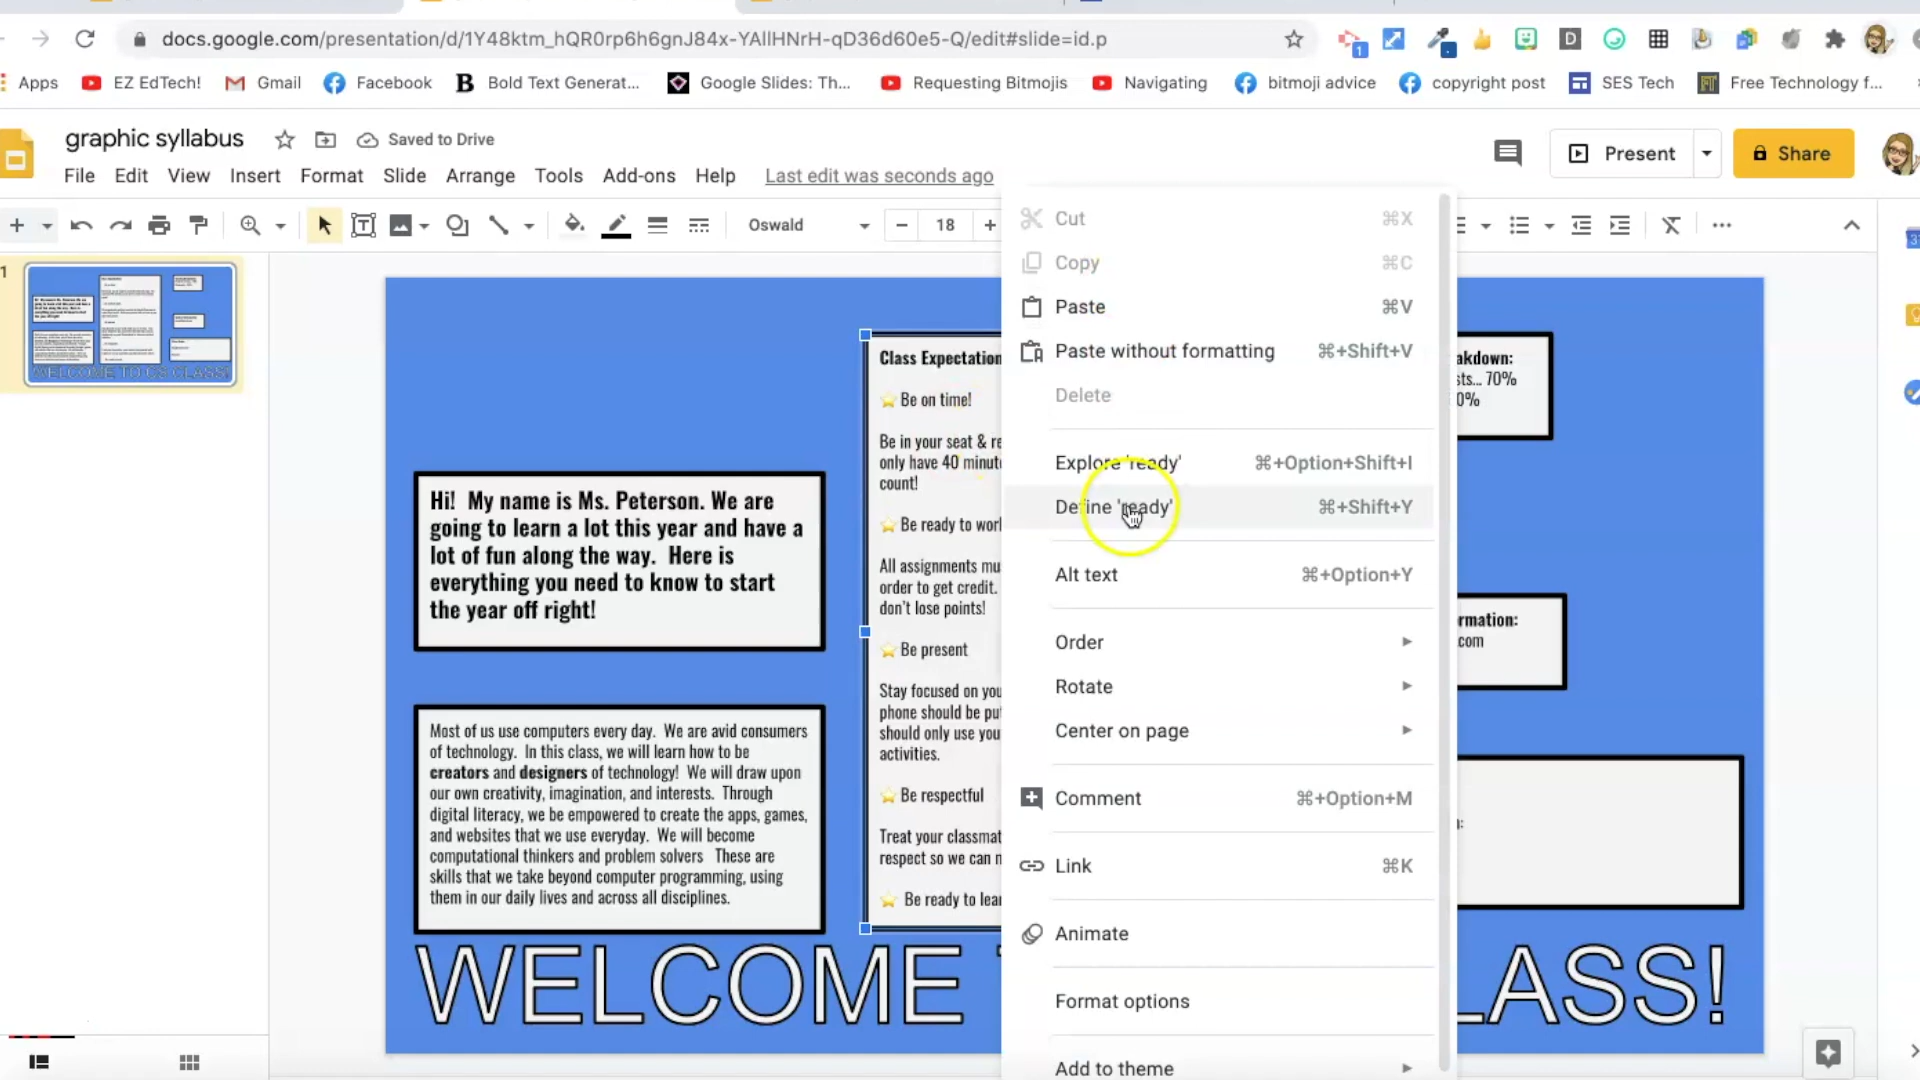 docs.google.com/presentation/d/1Y48ktm_hQR0rp6h6gnJ84x-YAllHNrH-qD36d60e5-Q/edit#slide=id.p
1
D
Apps
EZ EdTech!
Gmail
Facebook
B Bold Text Generat...
Google Slides: Th...
Requesting Bitmojis
Navigating
bitmoji advice
copyright post
SES Tech
Free Technology f...
graphic syllabus
Saved to Drive
Present
Share
File Edit View Insert Format Slide Arrange Tools Add-ons Help Last edit was seconds ago
Oswald
18
1
WELCOME TO CS CLASS!
Hi! My name is Ms. Peterson. We are
going to learn a lot this year and have a
lot of fun along the way. Here is
everything you need to know to start
the year off right!
Most of us use computers every day. We are avid consumers
of technology. In this class, we will learn how to be
creators and designers of technology! We will draw upon
our own creativity, imagination, and interests. Through
digital literacy, we be empowered to create the apps, games,
and websites that we use everyday. We will become
computational thinkers and problem solvers These are
skills that we take beyond computer programming, using
them in our daily lives and across all disciplines.
Class Expectation
Be on time!
Be in your seat & re
only have 40 minut
count!
Be ready to worl
All assignments mu
order to get credit.
don't lose points!
Be present
Stay focused on you
phone should be pu
should only use you
activities.
Be respectful
Treat your classmat
respect so we can
Be ready to lear
Cut ⌘X
Copy ⌘C
Paste ⌘V
Paste without formatting ⌘+Shift+V
Delete
Explore 'ready' ⌘+Option+Shift+I
Define 'ready' ⌘+Shift+Y
Alt text ⌘+Option+Y
Order
Rotate
Center on page
Comment ⌘+Option+M
Link ⌘K
Animate
Format options
Add to theme
akdown:
sts... 70%
0%
rmation:
com
WELCOME
LASS!